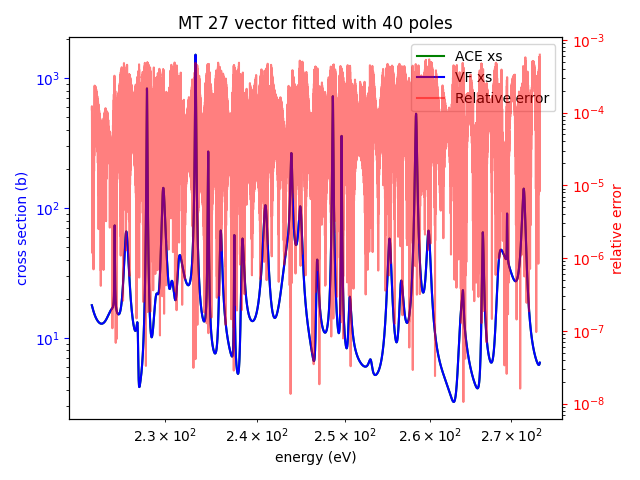 MT 27 vector fitted with 40 poles
ACE xs
VF xs
Relative error
cross section (b)
10³
10²
10¹
relative error
10⁻³
10⁻⁴
10⁻⁵
10⁻⁶
10⁻⁷
10⁻⁸
2.3 × 10² 2.4 × 10² 2.5 × 10² 2.6 × 10² 2.7 × 10²
energy (eV)